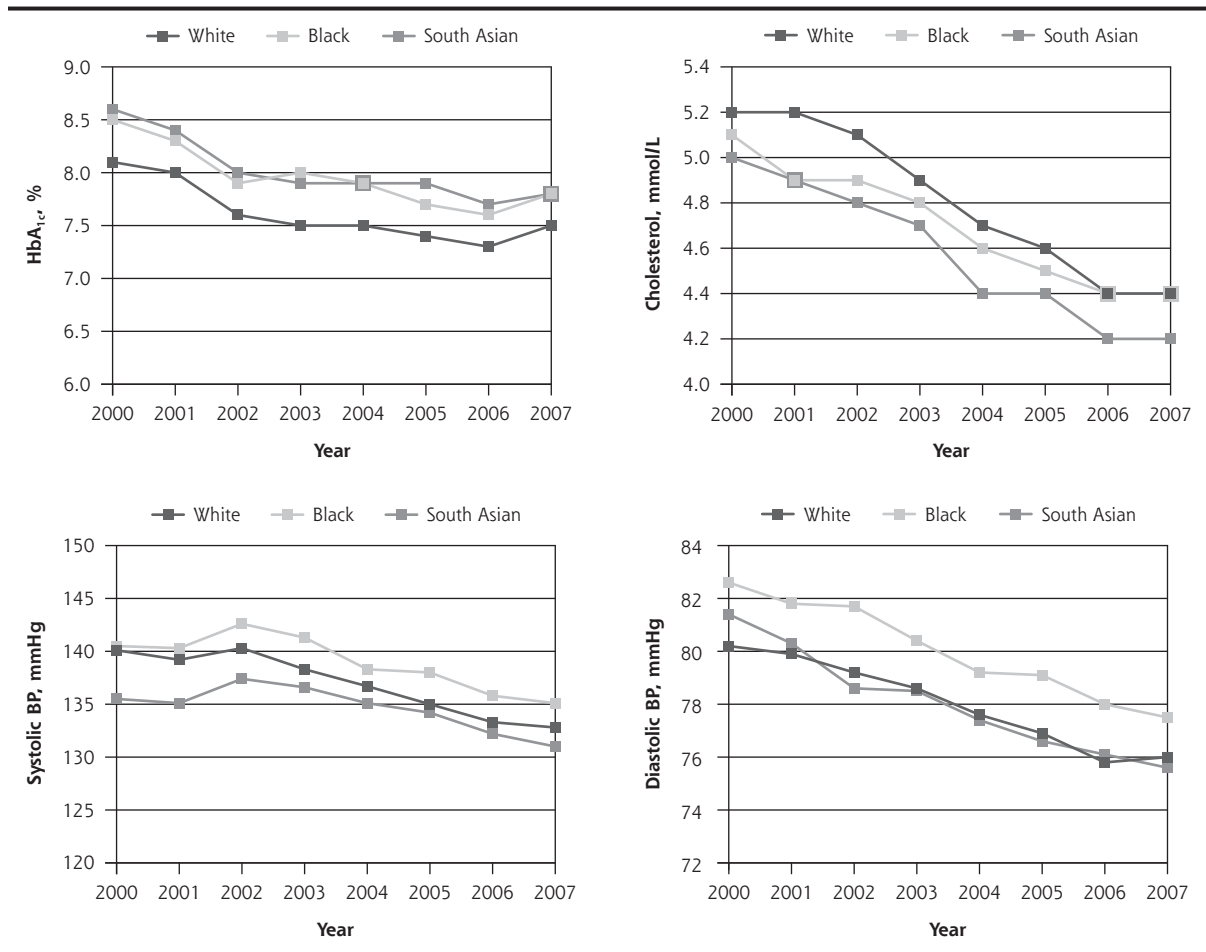 White Black South Asian
9.0
8.5
8.0
7.5
7.0
6.5
6.0
HbA1c, %
2000 2001 2002 2003 2004 2005 2006 2007
Year
White Black South Asian
5.4
5.2
5.0
4.8
4.6
4.4
4.2
4.0
Cholesterol, mmol/L
2000 2001 2002 2003 2004 2005 2006 2007
Year
White Black South Asian
150
145
140
135
130
125
120
Systolic BP, mmHg
2000 2001 2002 2003 2004 2005 2006 2007
Year
White Black South Asian
84
82
80
78
76
74
72
Diastolic BP, mmHg
2000 2001 2002 2003 2004 2005 2006 2007
Year